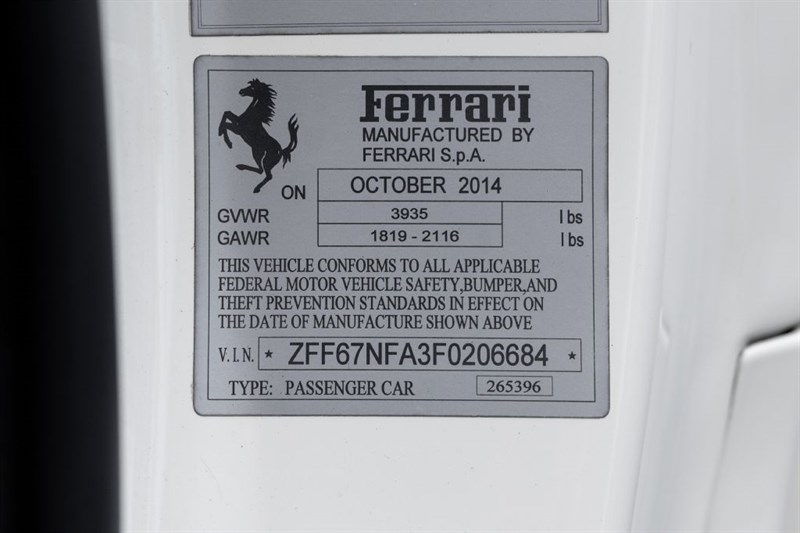 Ferrari
MANUFACTURED BY
FERRARI S.p.A.
ON OCTOBER 2014
GVWR 3935 lbs
GAWR 1819 - 2116 lbs
THIS VEHICLE CONFORMS TO ALL APPLICABLE
FEDERAL MOTOR VEHICLE SAFETY,BUMPER,AND
THEFT PREVENTION STANDARDS IN EFFECT ON
THE DATE OF MANUFACTURE SHOWN ABOVE
V.I.N. * ZFF67NFA3F0206684 *
TYPE: PASSENGER CAR 265396